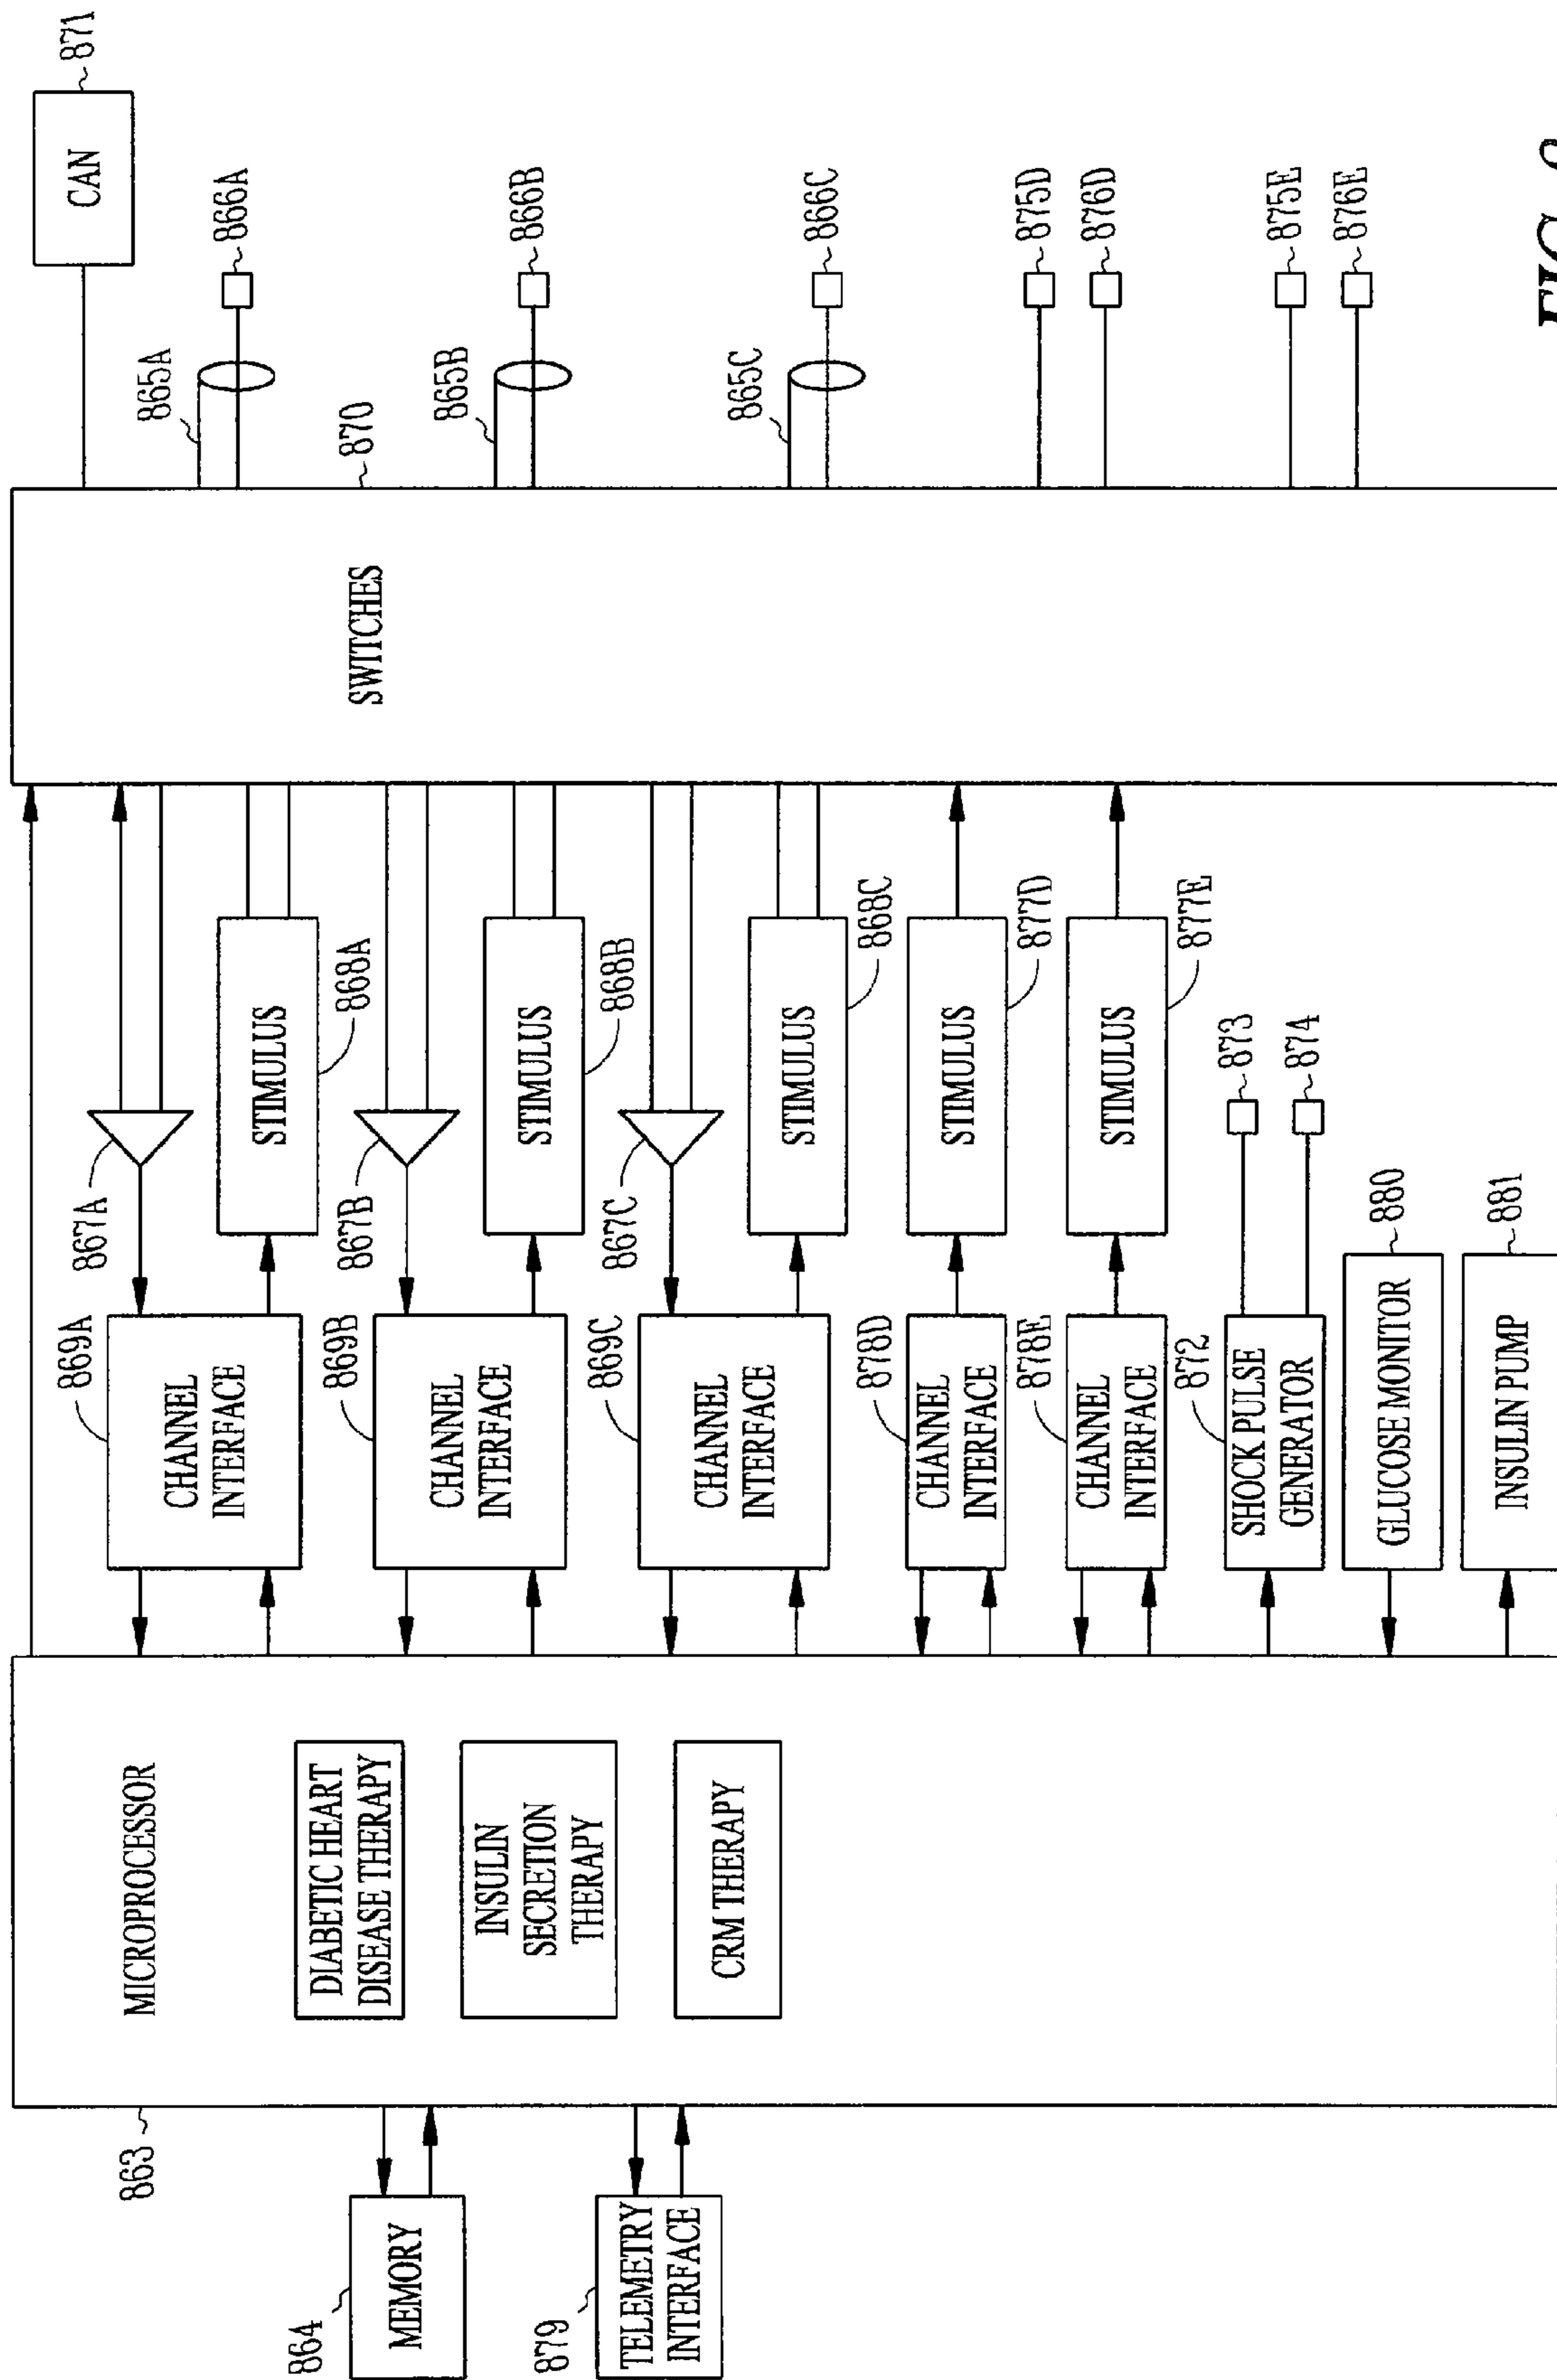 863
MICROPROCESSOR
DIABETIC HEART
DISEASE THERAPY
INSULIN
SECRETION
THERAPY
CRM THERAPY
864
MEMORY
879
TELEMETRY
INTERFACE
869A
CHANNEL
INTERFACE
867A
STIMULUS
868A
869B
CHANNEL
INTERFACE
867B
STIMULUS
868B
869C
CHANNEL
INTERFACE
867C
STIMULUS
868C
878D
CHANNEL
INTERFACE
STIMULUS
877D
878E
CHANNEL
INTERFACE
STIMULUS
877E
872
SHOCK PULSE
GENERATOR
873
874
GLUCOSE MONITOR
880
INSULIN PUMP
881
SWITCHES
870
CAN
871
865A
866A
865B
866B
865C
866C
875D
876D
875E
876E